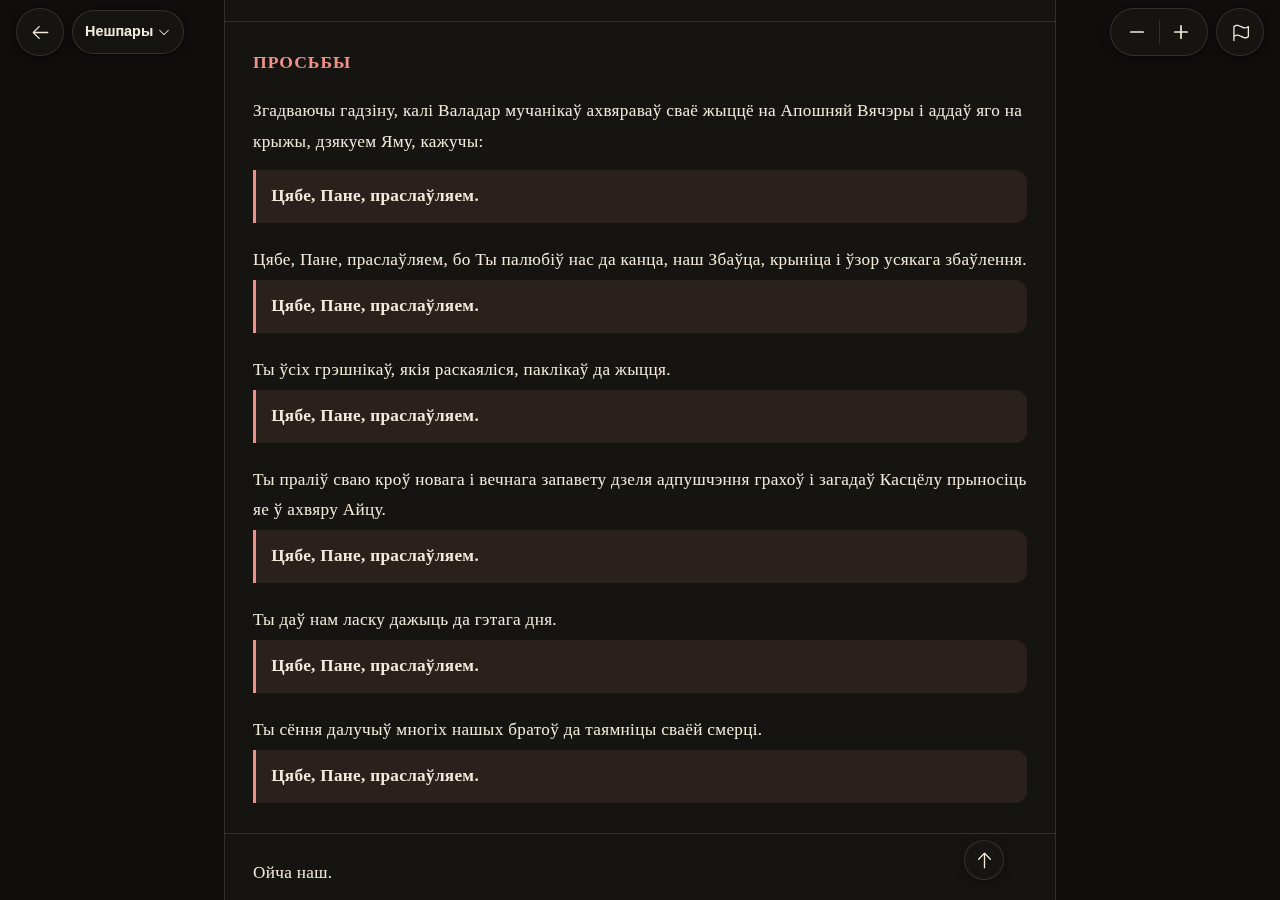 Нешпары
ПРОСЬБЫ
Згадваючы гадзіну, калі Валадар мучанікаў ахвяраваў сваё жыццё на Апошняй Вячэры і аддаў яго на
крыжы, дзякуем Яму, кажучы:
Цябе, Пане, праслаўляем.
Цябе, Пане, праслаўляем, бо Ты палюбіў нас да канца, наш Збаўца, крыніца і ўзор усякага збаўлення.
Цябе, Пане, праслаўляем.
Ты ўсіх грэшнікаў, якія раскаяліся, паклікаў да жыцця.
Цябе, Пане, праслаўляем.
Ты праліў сваю кроў новага і вечнага запавету дзеля адпушчэння грахоў і загадаў Касцёлу прыносіць
яе ў ахвяру Айцу.
Цябе, Пане, праслаўляем.
Ты даў нам ласку дажыць да гэтага дня.
Цябе, Пане, праслаўляем.
Ты сёння далучыў многіх нашых братоў да таямніцы сваёй смерці.
Цябе, Пане, праслаўляем.
Ойча наш.